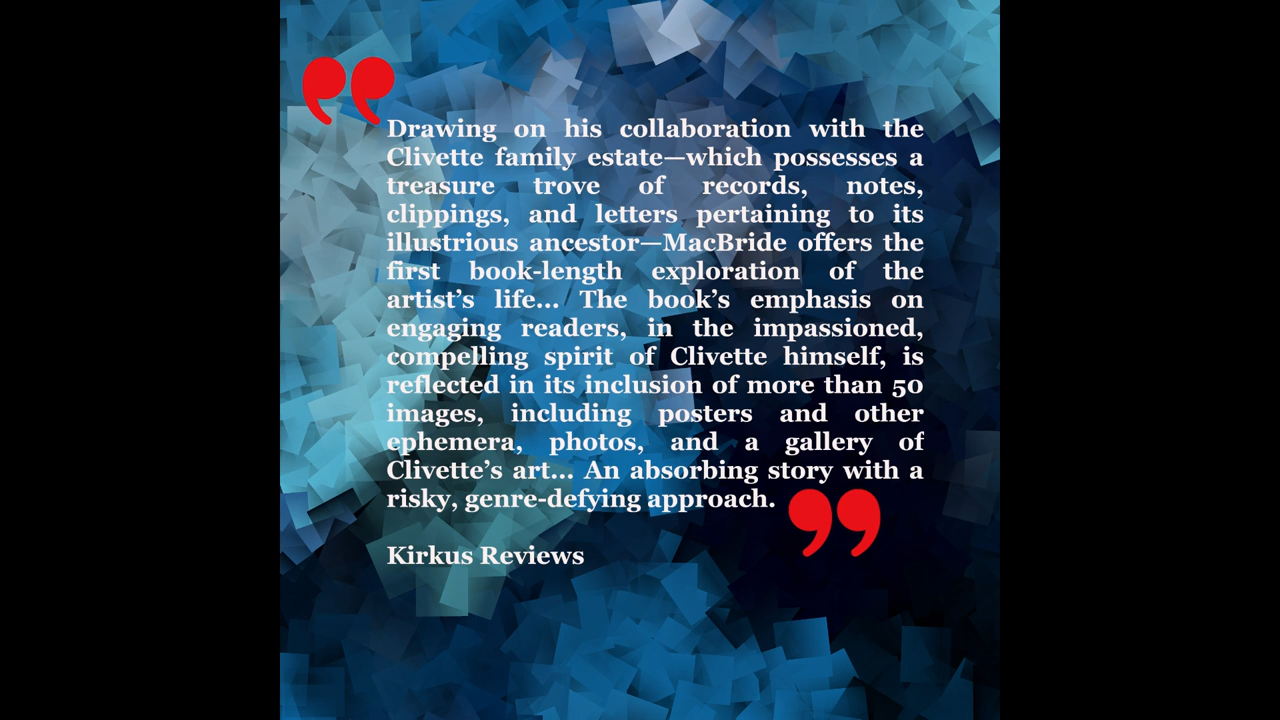 Drawing on his collaboration with the
Clivette family estate—which possesses a
treasure trove of records, notes,
clippings, and letters pertaining to its
illustrious ancestor—MacBride offers the
first book-length exploration of the
artist’s life... The book’s emphasis on
engaging readers, in the impassioned,
compelling spirit of Clivette himself, is
reflected in its inclusion of more than 50
images, including posters and other
ephemera, photos, and a gallery of
Clivette’s art... An absorbing story with a
risky, genre-defying approach.
Kirkus Reviews